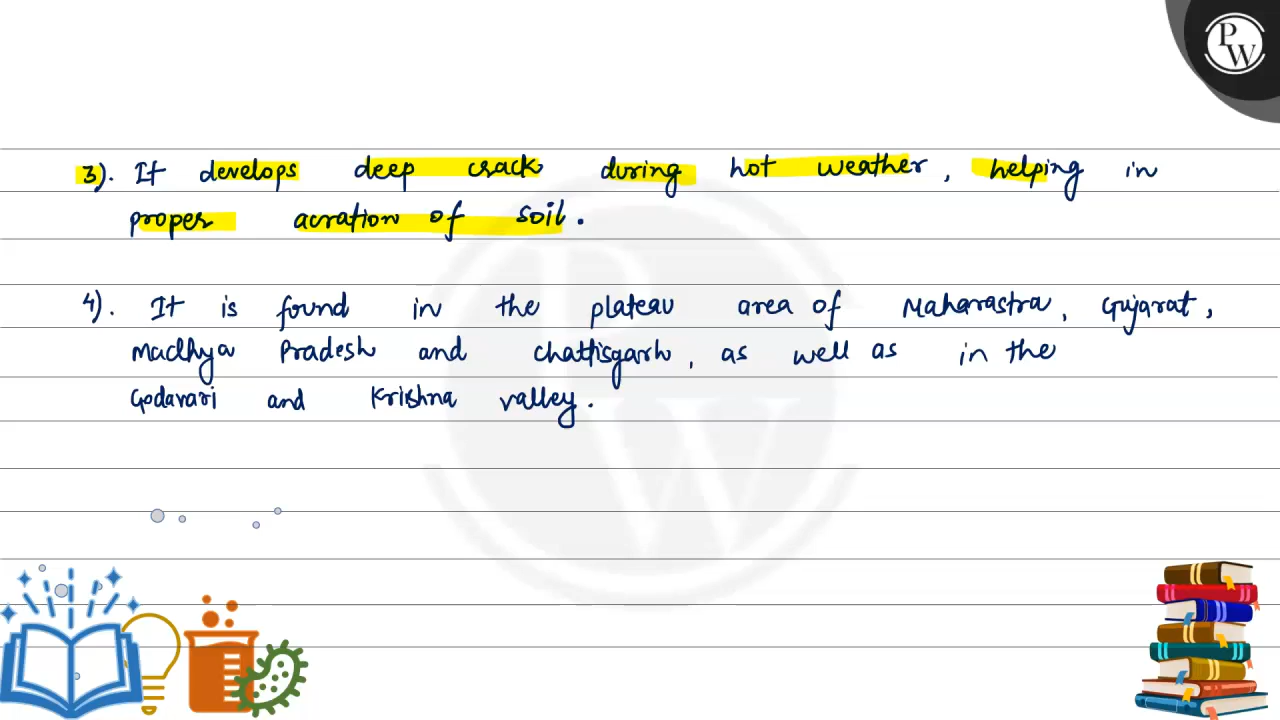 PW
3). It develops deep crack during hot weather, helping in
proper aeration of soil.
4). It is found in the plateau area of Maharastra, Gujarat,
Madhya Pradesh and Chattisgarh, as well as in the
Godavari and Krishna valley.
PW